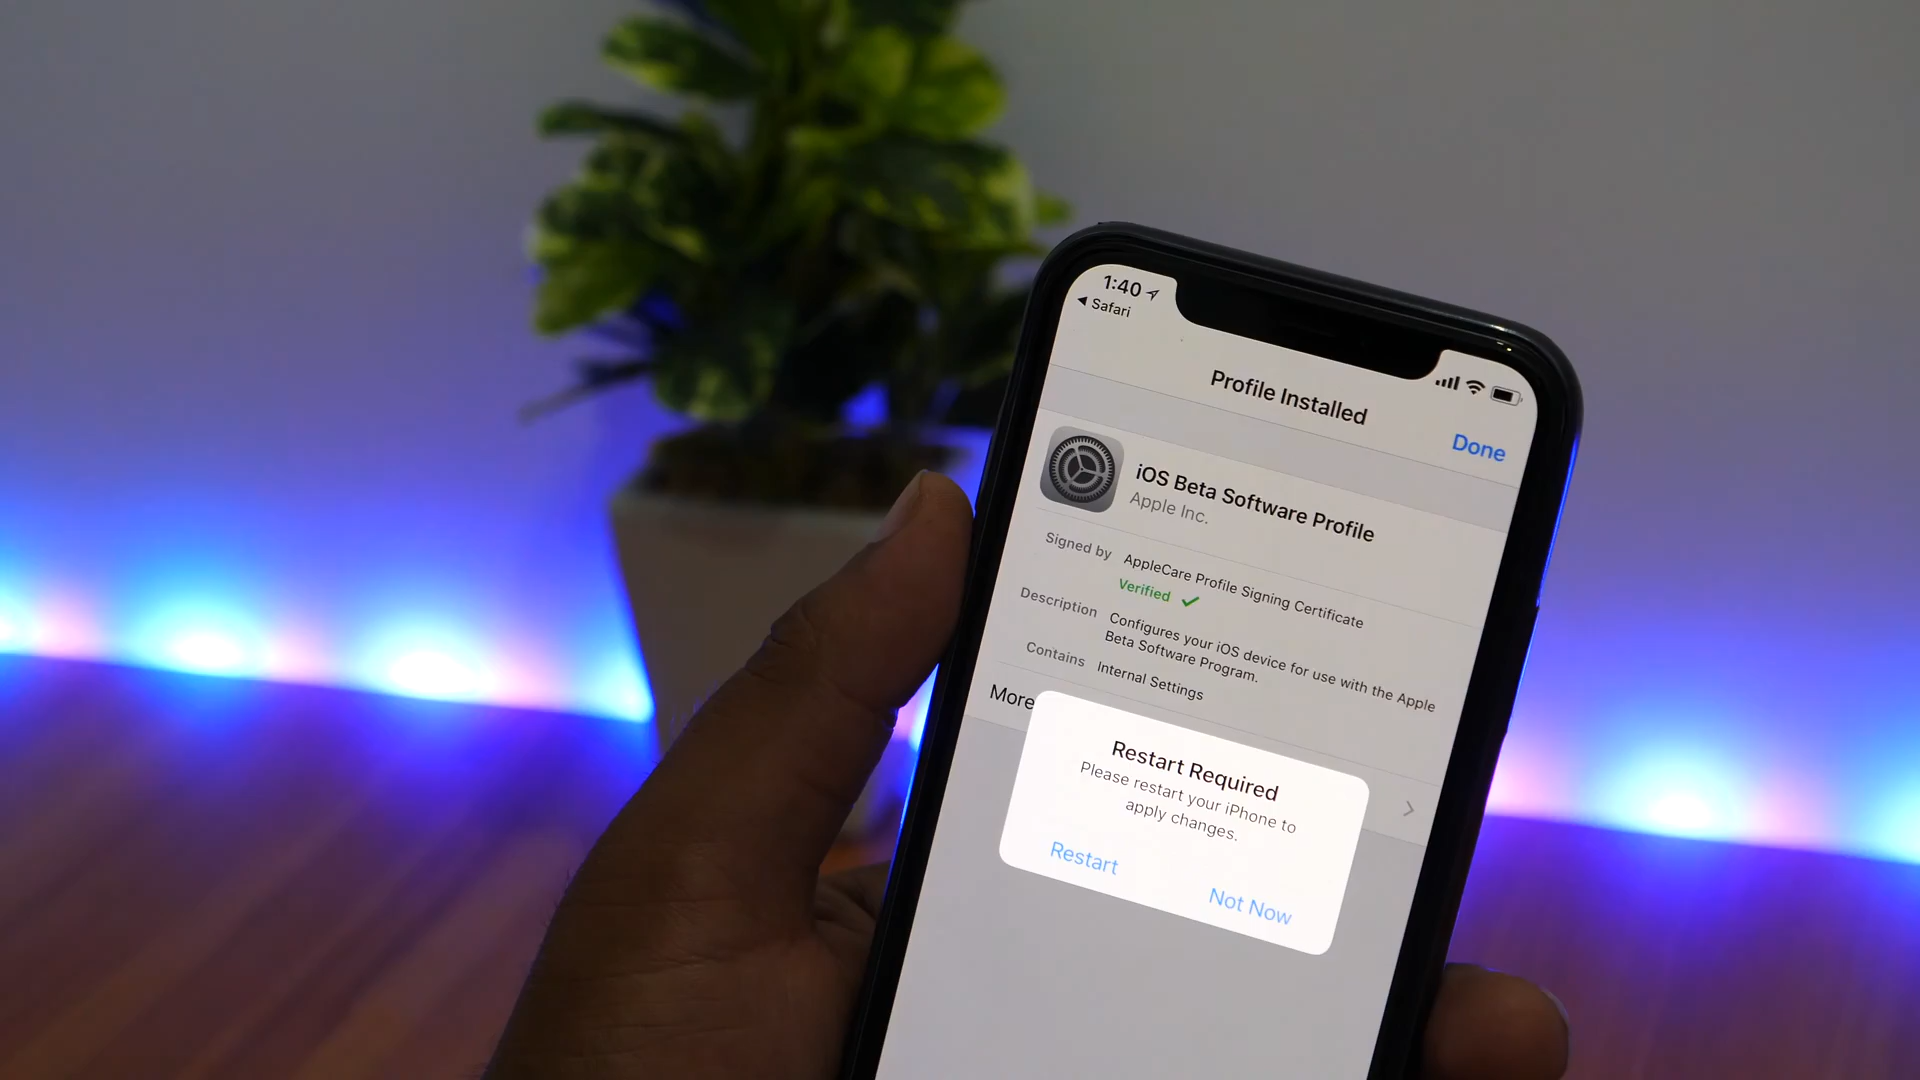 1:40
Safari
Profile Installed
Done
iOS Beta Software Profile
Apple Inc.
Signed by AppleCare Profile Signing Certificate
Verified
Description Configures your iOS device for use with the Apple
Beta Software Program.
Contains Internal Settings
More
Restart Required
Please restart your iPhone to
apply changes.
Restart
Not Now